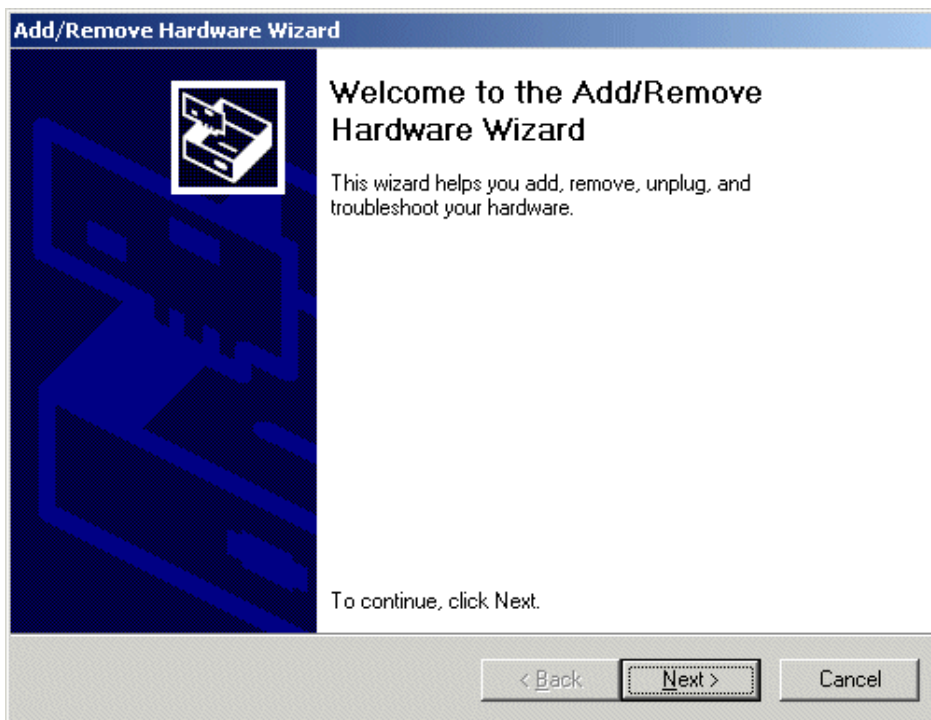 Add/Remove Hardware Wizard
Welcome to the Add/Remove
Hardware Wizard
This wizard helps you add, remove, unplug, and
troubleshoot your hardware.
To continue, click Next.
< Back
Next >
Cancel